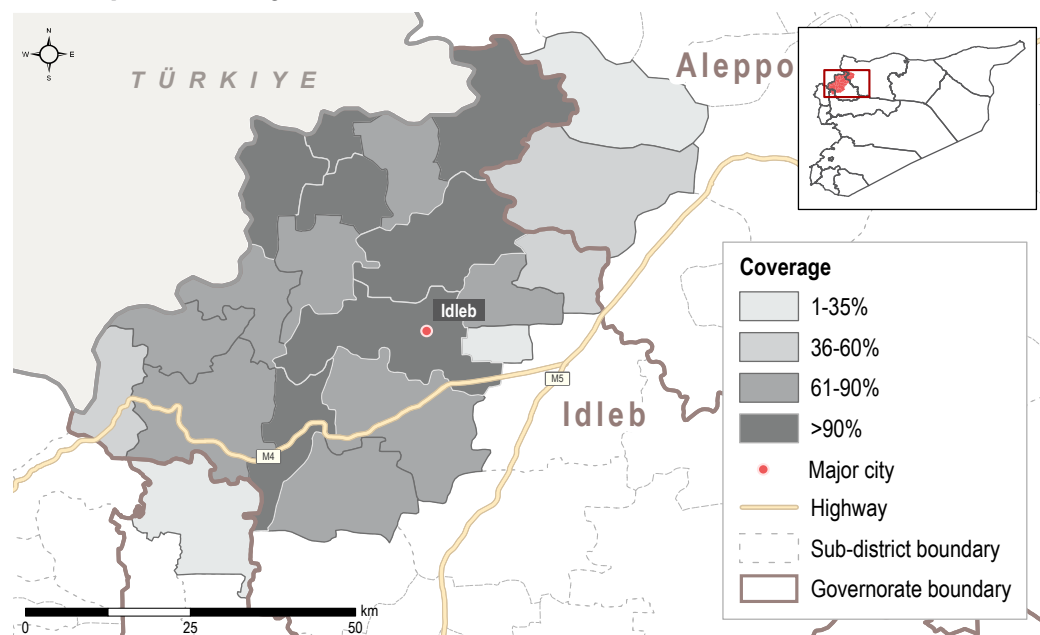 N
W
E
S
TÜRKIYE
Aleppo
Idleb
M5
Idleb
M4
Coverage
1-35%
36-60%
61-90%
>90%
Major city
Highway
Sub-district boundary
Governorate boundary
km
0
25
50